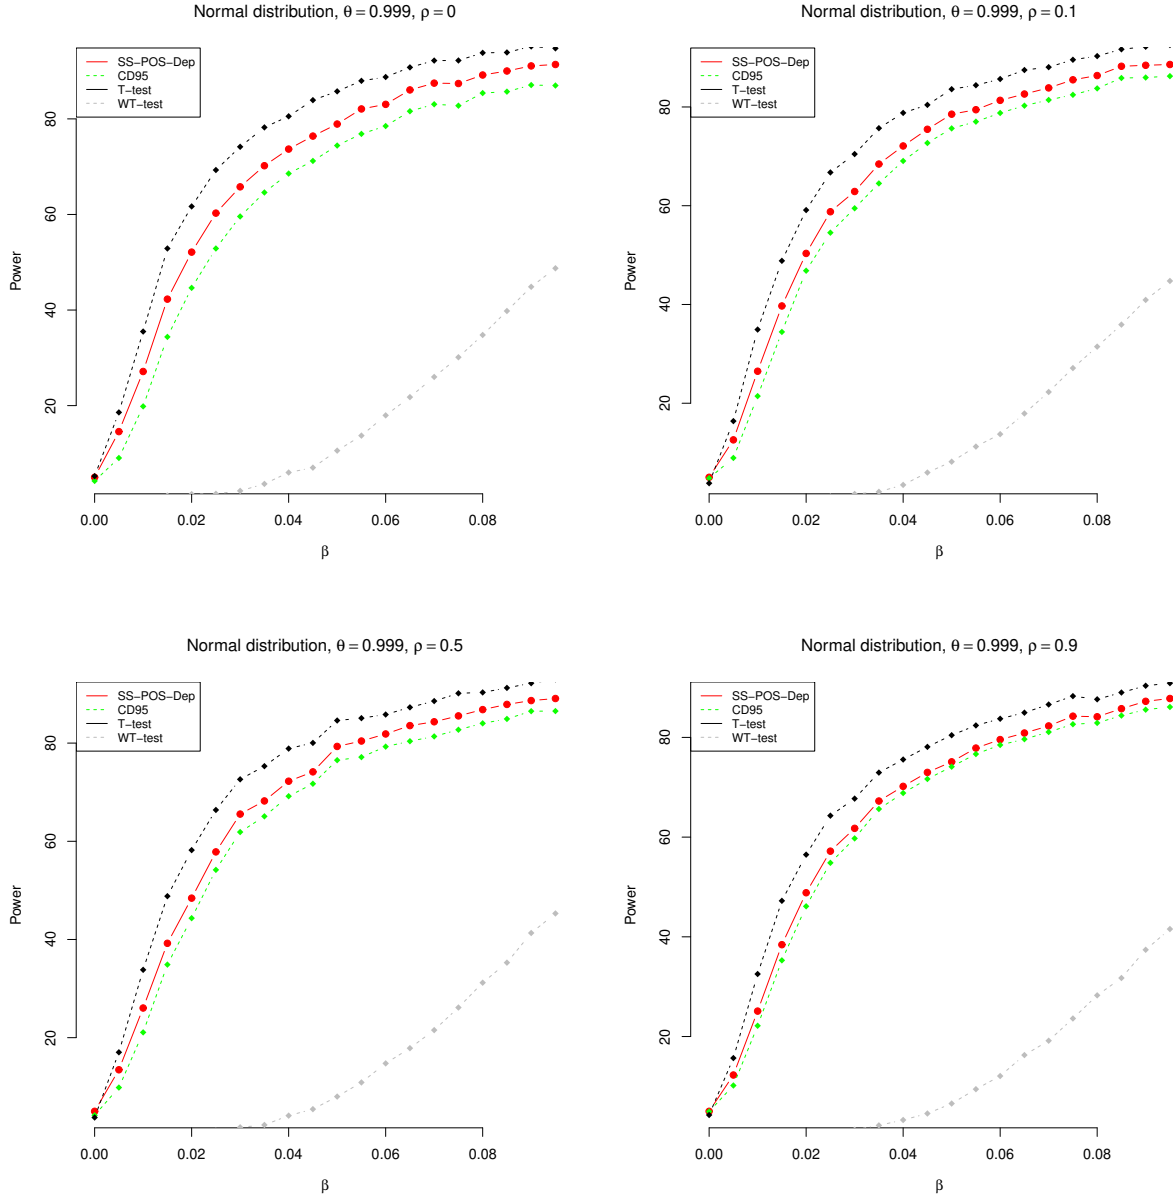 Normal distribution, θ = 0.999, ρ = 0
SS−POS−Dep
CD95
T−test
WT−test
Power
20
40
60
80
0.00
0.02
0.04
0.06
0.08
β
Normal distribution, θ = 0.999, ρ = 0.1
SS−POS−Dep
CD95
T−test
WT−test
Power
20
40
60
80
0.00
0.02
0.04
0.06
0.08
β
Normal distribution, θ = 0.999, ρ = 0.5
SS−POS−Dep
CD95
T−test
WT−test
Power
20
40
60
80
0.00
0.02
0.04
0.06
0.08
β
Normal distribution, θ = 0.999, ρ = 0.9
SS−POS−Dep
CD95
T−test
WT−test
Power
20
40
60
80
0.00
0.02
0.04
0.06
0.08
β